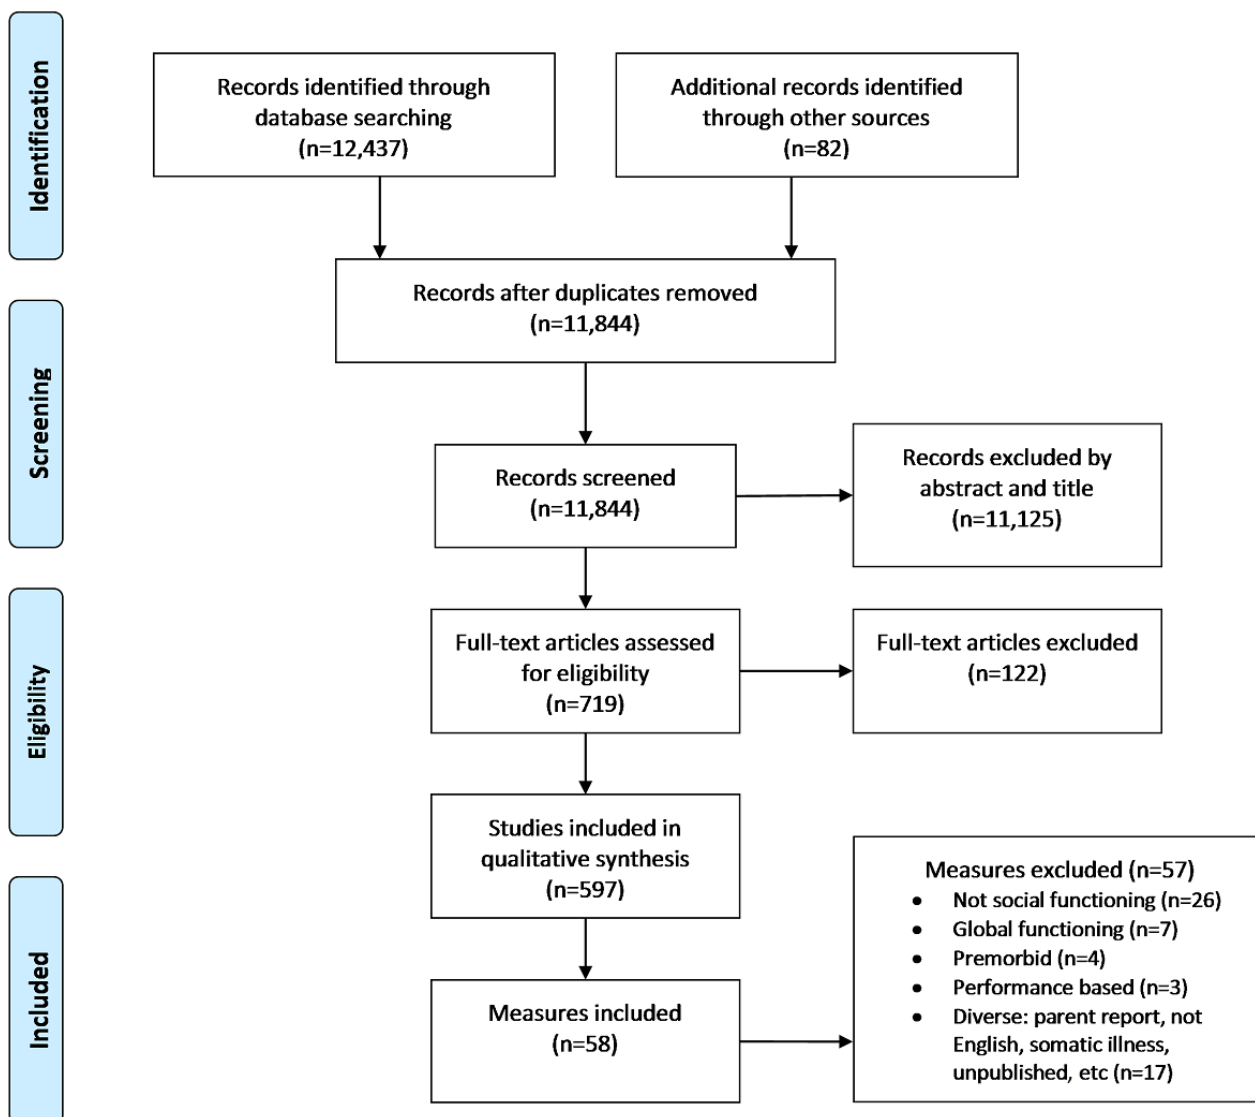 Identification
Records identified through
database searching
(n=12,437)
Additional records identified
through other sources
(n=82)
Records after duplicates removed
(n=11,844)
Screening
Records screened
(n=11,844)
Records excluded by
abstract and title
(n=11,125)
Eligibility
Full-text articles assessed
for eligibility
(n=719)
Full-text articles excluded
(n=122)
Studies included in
qualitative synthesis
(n=597)
Included
Measures included
(n=58)
Measures excluded (n=57)
• Not social functioning (n=26)
• Global functioning (n=7)
• Premorbid (n=4)
• Performance based (n=3)
• Diverse: parent report, not
English, somatic illness,
unpublished, etc (n=17)